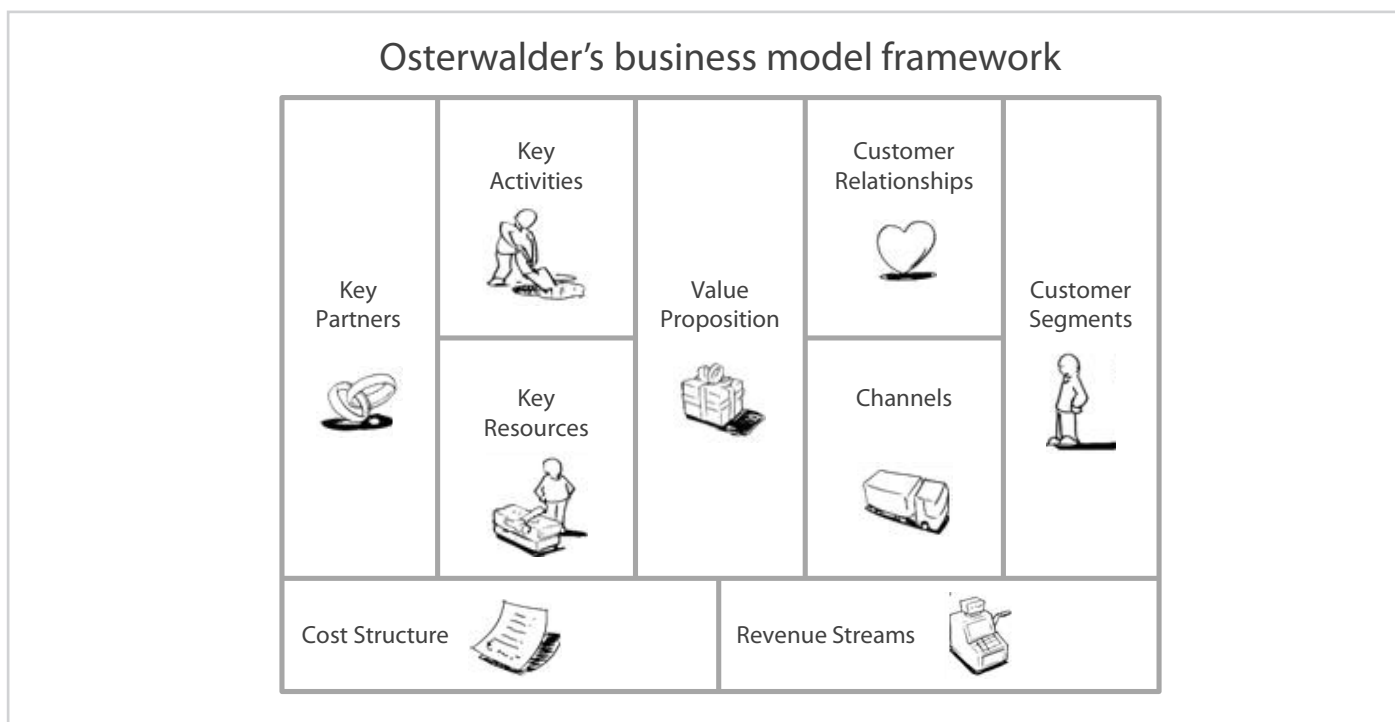 Osterwalder’s business model framework
Key
Partners
Key
Activities
Key
Resources
Value
Proposition
Customer
Relationships
Channels
Customer
Segments
Cost Structure
Revenue Streams